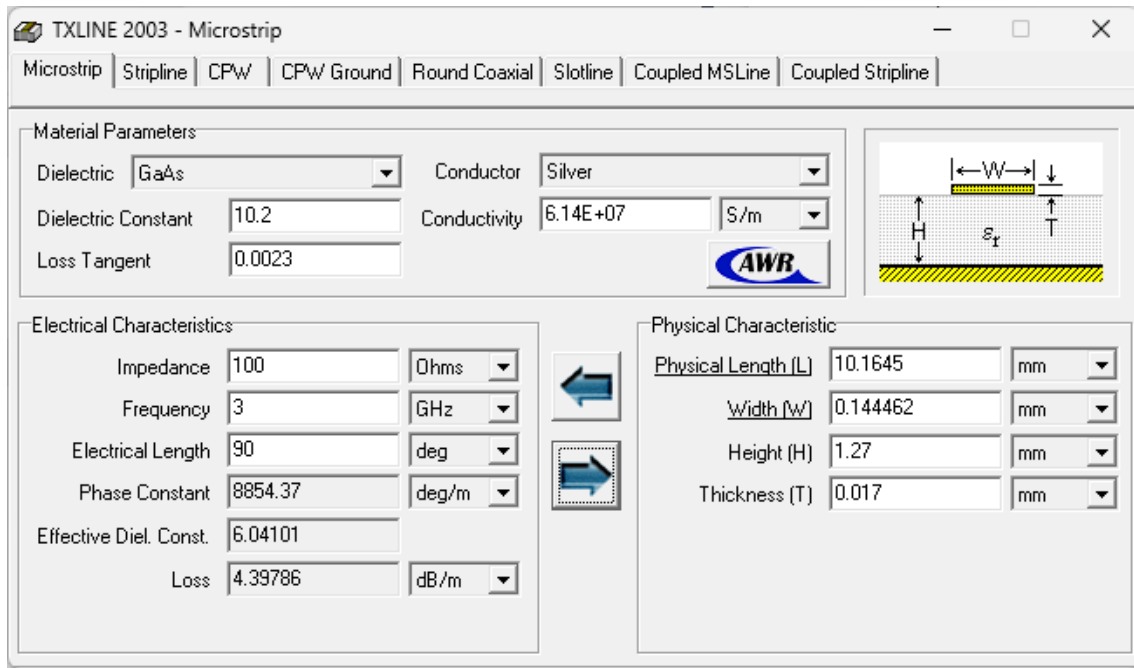 TXLINE 2003 - Microstrip
Microstrip Stripline CPW CPW Ground Round Coaxial Slotline Coupled MSLine Coupled Stripline
Material Parameters
Dielectric GaAs Conductor Silver
Dielectric Constant 10.2 Conductivity 6.14E+07 S/m
Loss Tangent 0.0023 AWR
W
H εr T
Electrical Characteristics
Impedance 100 Ohms
Frequency 3 GHz
Electrical Length 90 deg
Phase Constant 8854.37 deg/m
Effective Diel. Const. 6.04101
Loss 4.39786 dB/m
Physical Characteristic
Physical Length (L) 10.1645 mm
Width (W) 0.144462 mm
Height (H) 1.27 mm
Thickness (T) 0.017 mm